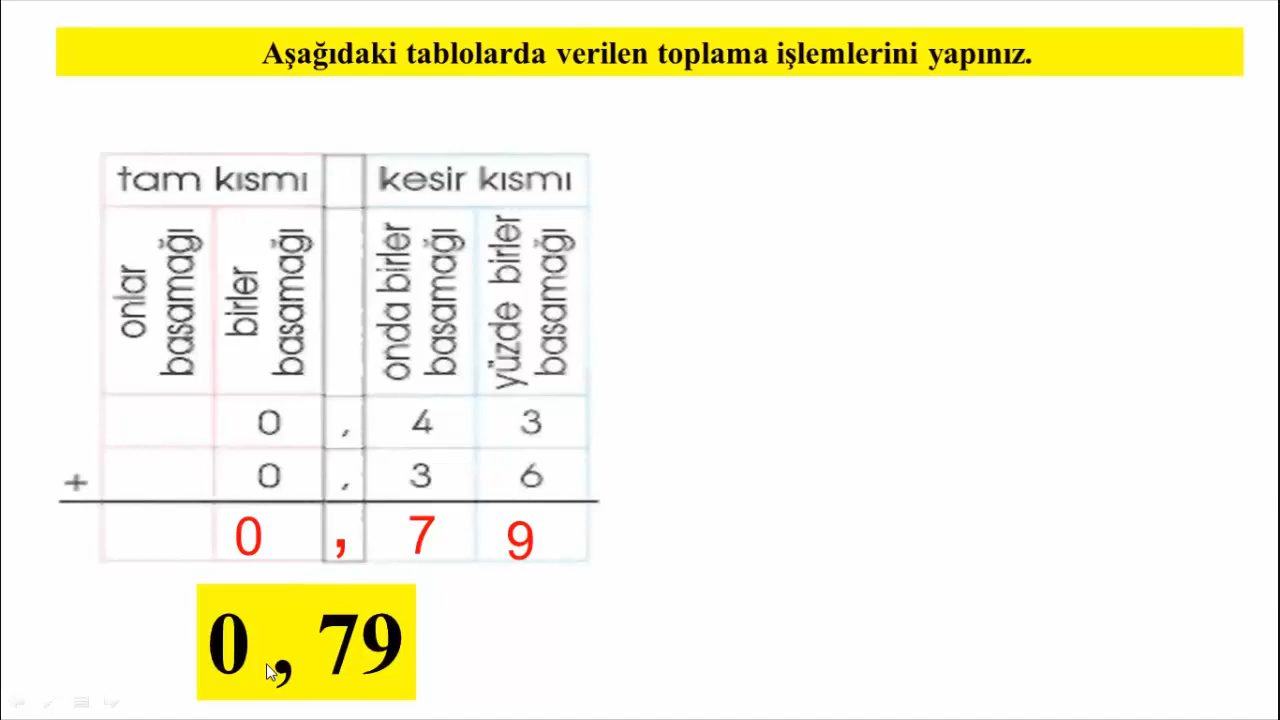 Aşağıdaki tablolarda verilen toplama işlemlerini yapınız.
tam kısmı kesir kısmı
onlar basamağı birler basamağı onda birler basamağı yüzde birler basamağı
0 , 4 3
+ 0 , 3 6
0 , 7 9
0 , 79